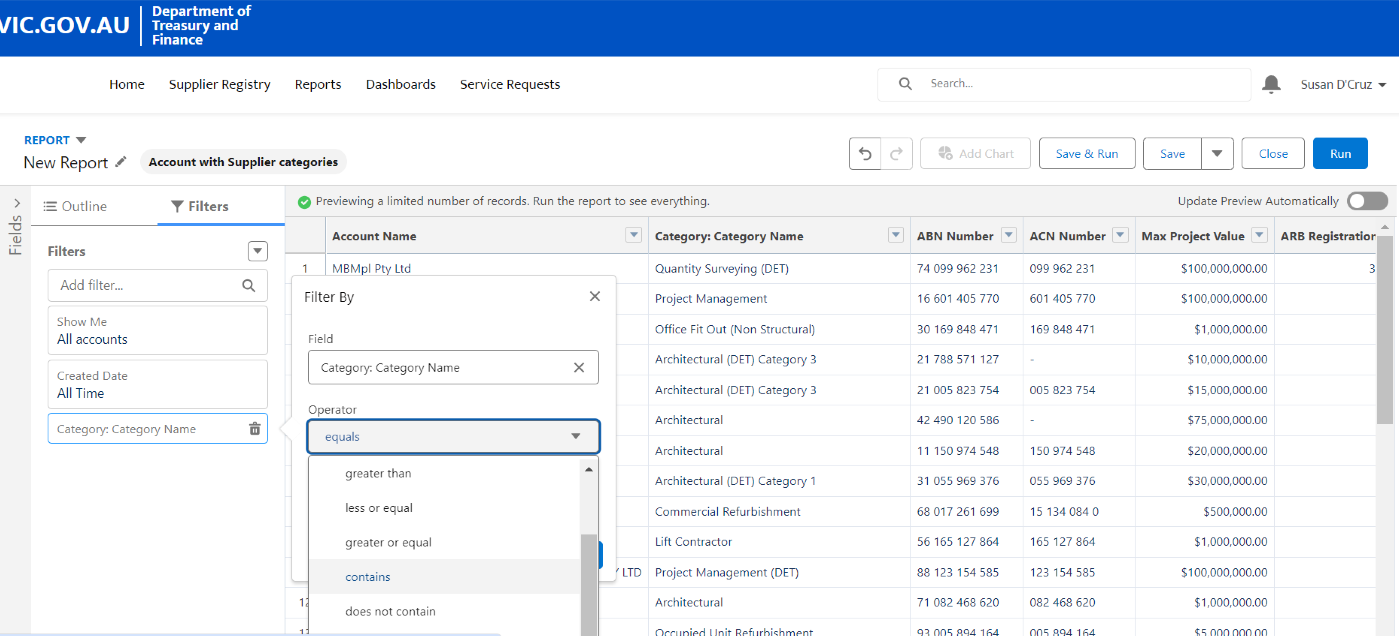 VIC.GOV.AU
Department of
Treasury and
Finance
Home Supplier Registry Reports Dashboards Service Requests
Search...
Susan D'Cruz
REPORT
New Report
Account with Supplier categories
Add Chart
Save & Run
Save
Close
Run
Fields
Outline
Filters
Previewing a limited number of records. Run the report to see everything.
Update Preview Automatically
Filters
Add filter...
Show Me
All accounts
Created Date
All Time
Category: Category Name
Filter By
Field
Category: Category Name
Operator
equals
greater than
less or equal
greater or equal
contains
does not contain
Account Name Category: Category Name ABN Number ACN Number Max Project Value ARB Registration
1 MBMpl Pty Ltd Quantity Surveying (DET) 74 099 962 231 099 962 231 $100,000,000.00 3
Project Management 16 601 405 770 601 405 770 $100,000,000.00
Office Fit Out (Non Structural) 30 169 848 471 169 848 471 $1,000,000.00
Architectural (DET) Category 3 21 788 571 127 - $10,000,000.00
Architectural (DET) Category 3 21 005 823 754 005 823 754 $15,000,000.00
Architectural 42 490 120 586 - $75,000,000.00
Architectural 11 150 974 548 150 974 548 $20,000,000.00
Architectural (DET) Category 1 31 055 969 376 055 969 376 $30,000,000.00
Commercial Refurbishment 68 017 261 699 15 134 084 0 $500,000.00
Lift Contractor 56 165 127 864 165 127 864 $1,000,000.00
LTD Project Management (DET) 88 123 154 585 123 154 585 $100,000,000.00
12 Architectural 71 082 468 620 082 468 620 $1,000,000.00
13 Occupied Unit Refurbishment 93 005 894 164 005 894 164 $5,000,000.00